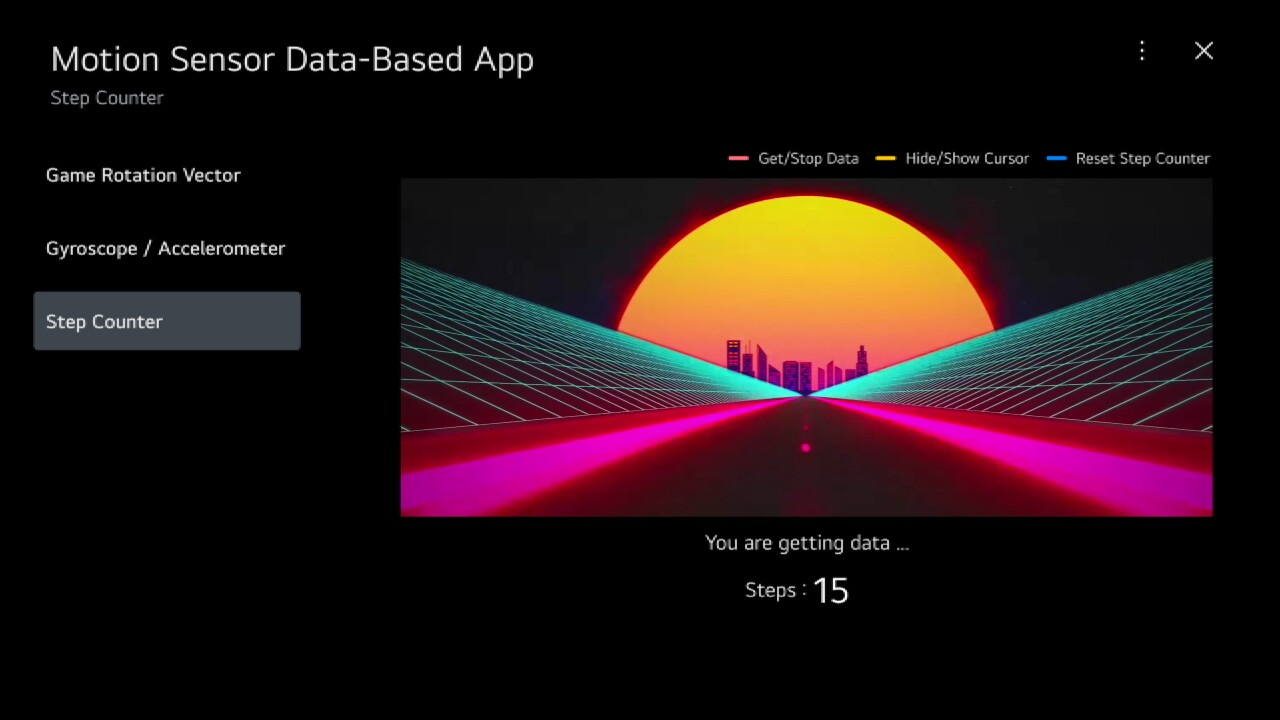 Motion Sensor Data-Based App
Step Counter
Game Rotation Vector
Gyroscope / Accelerometer
Step Counter
Get/Stop Data Hide/Show Cursor Reset Step Counter
You are getting data ...
Steps : 15